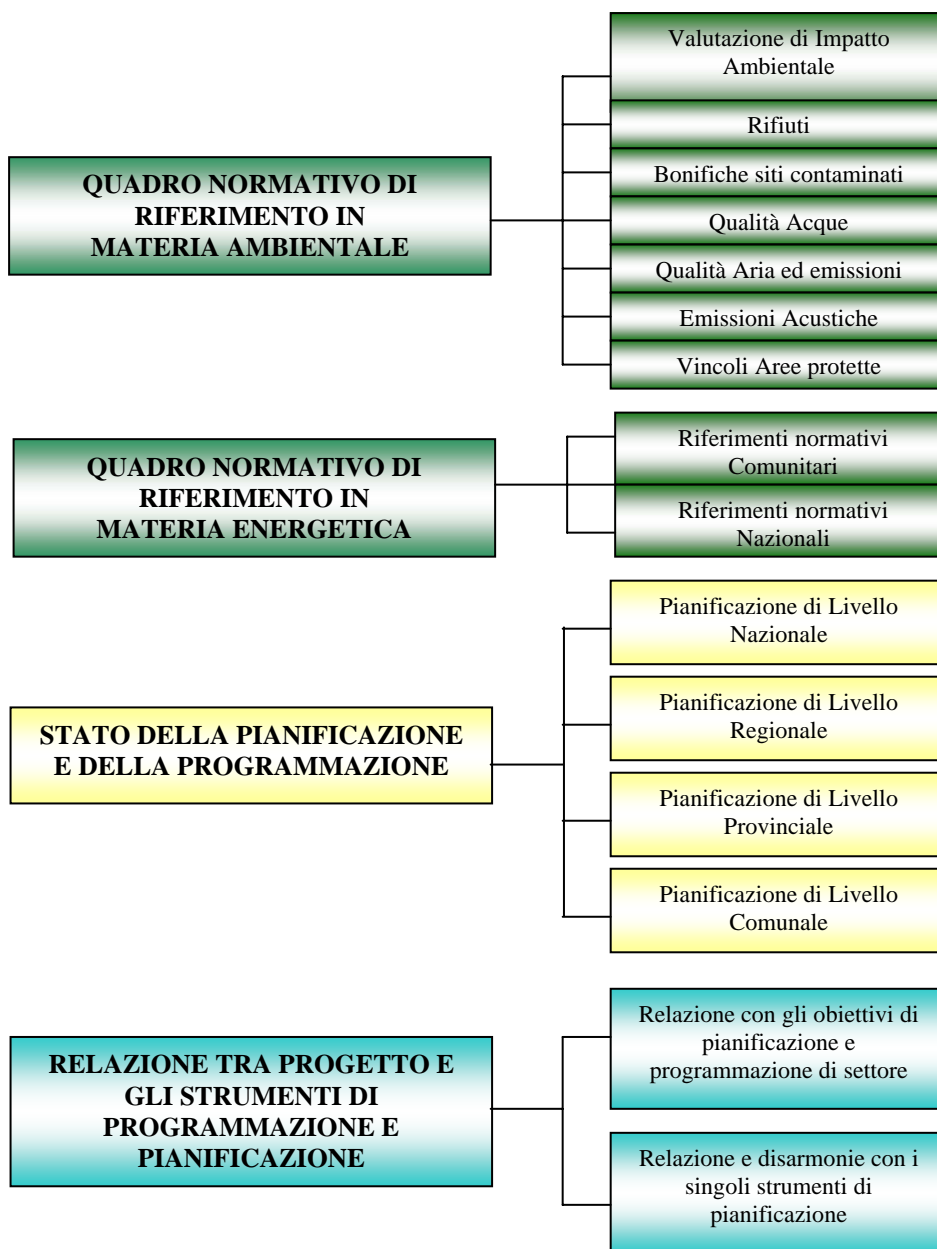 Valutazione di Impatto
Ambientale
Rifiuti
Bonifiche siti contaminati
Qualità Acque
Qualità Aria ed emissioni
Emissioni Acustiche
Vincoli Aree protette
QUADRO NORMATIVO DI
RIFERIMENTO IN
MATERIA AMBIENTALE
Riferimenti normativi
Comunitari
Riferimenti normativi
Nazionali
QUADRO NORMATIVO DI
RIFERIMENTO IN
MATERIA ENERGETICA
Pianificazione di Livello
Nazionale
Pianificazione di Livello
Regionale
Pianificazione di Livello
Provinciale
Pianificazione di Livello
Comunale
STATO DELLA PIANIFICAZIONE
E DELLA PROGRAMMAZIONE
Relazione con gli obiettivi di
pianificazione e
programmazione di settore
Relazione e disarmonie con i
singoli strumenti di
pianificazione
RELAZIONE TRA PROGETTO E
GLI STRUMENTI DI
PROGRAMMAZIONE E
PIANIFICAZIONE